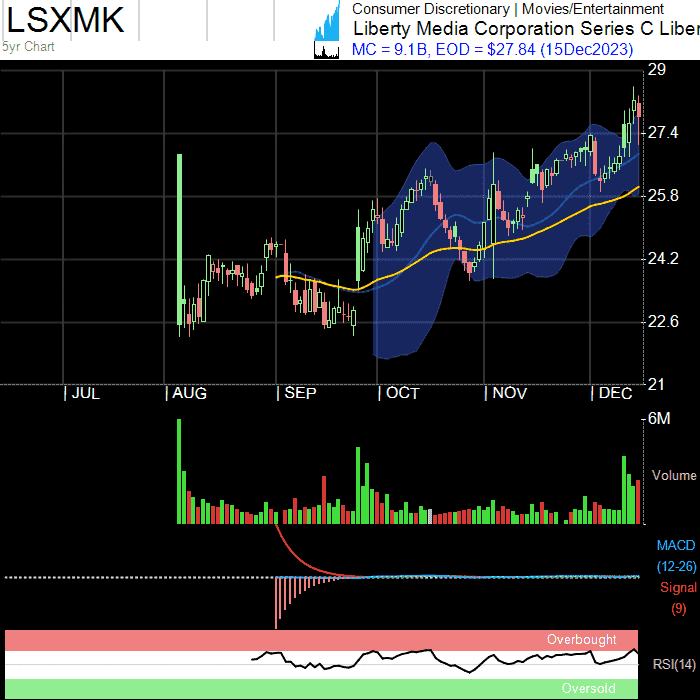 LSXMK
5yr Chart
Consumer Discretionary | Movies/Entertainment
Liberty Media Corporation Series C Liber
MC = 9.1B, EOD = $27.84 (15Dec2023)
29
27.4
25.8
24.2
22.6
21
|JUL |AUG |SEP |OCT |NOV |DEC
6M
Volume
MACD
(12-26)
Signal
(9)
Overbought
RSI(14)
Oversold